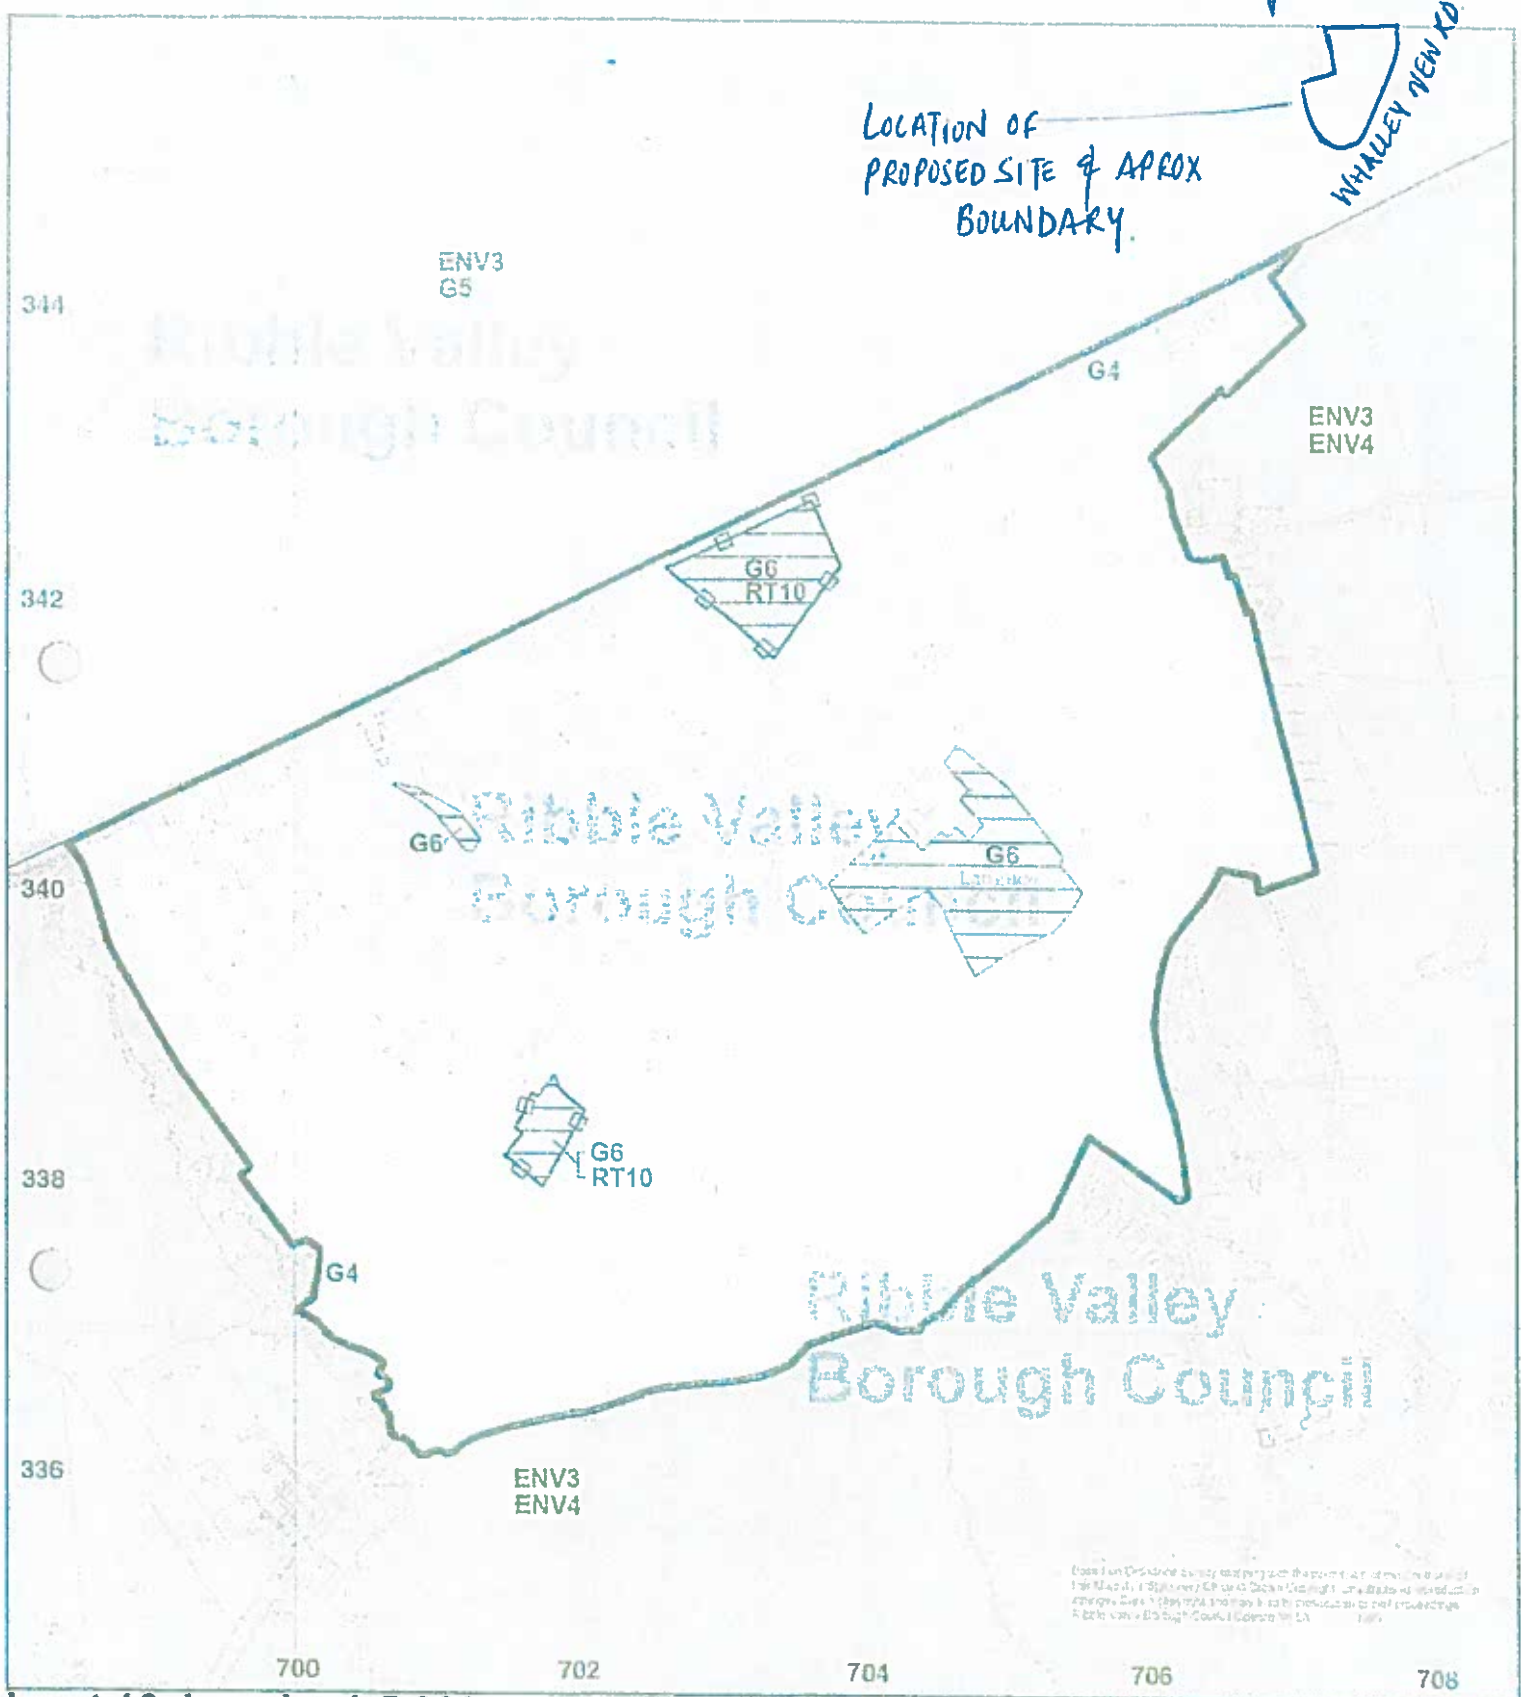 WHALLEY NEW RD
LOCATION OF
PROPOSED SITE & APROX
BOUNDARY.
ENV3
G5
344
Ribble Valley
Borough Council
G4
ENV3
ENV4
G6
RT10
342
Ribble Valley
Borough Council
G6
G6
Langho
340
G6
RT10
338
G4
Ribble Valley
Borough Council
336
ENV3
ENV4
700
702
704
706
708